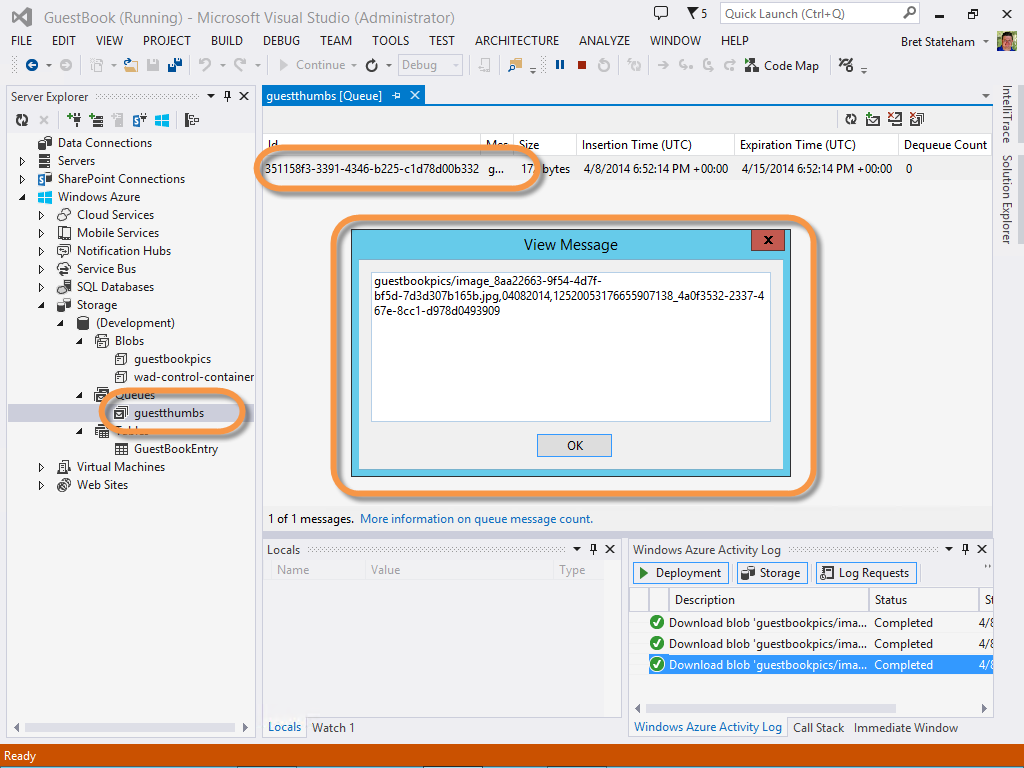 GuestBook (Running) - Microsoft Visual Studio (Administrator)
5
Quick Launch (Ctrl+Q)
FILE EDIT VIEW PROJECT BUILD DEBUG TEAM TOOLS TEST ARCHITECTURE ANALYZE WINDOW HELP
Bret Stateham
Continue
Debug
Code Map
Server Explorer
Data Connections
Servers
SharePoint Connections
Windows Azure
Cloud Services
Mobile Services
Notification Hubs
Service Bus
SQL Databases
Storage
(Development)
Blobs
guestbookpics
wad-control-container
Queues
guestthumbs
Tables
GuestBookEntry
Virtual Machines
Web Sites
guestthumbs [Queue]
Id Mes Size Insertion Time (UTC) Expiration Time (UTC) Dequeue Count
351158f3-3391-4346-b225-c1d78d00b332 g... bytes 4/8/2014 6:52:14 PM +00:00 4/15/2014 6:52:14 PM +00:00 0
View Message
guestbookpics/image_8aa22663-9f54-4d7f-
bf5d-7d3d307b165b.jpg,04082014,12520053176655907138_4a0f3532-2337-4
67e-8cc1-d978d0493909
OK
1 of 1 messages. More information on queue message count.
IntelliTrace
Solution Explorer
Locals
Name Value Type
Locals Watch 1
Windows Azure Activity Log
Deployment Storage Log Requests
Description Status St
Download blob 'guestbookpics/ima... Completed 4/8
Download blob 'guestbookpics/ima... Completed 4/8
Download blob 'guestbookpics/ima... Completed 4/8
Windows Azure Activity Log Call Stack Immediate Window
Ready